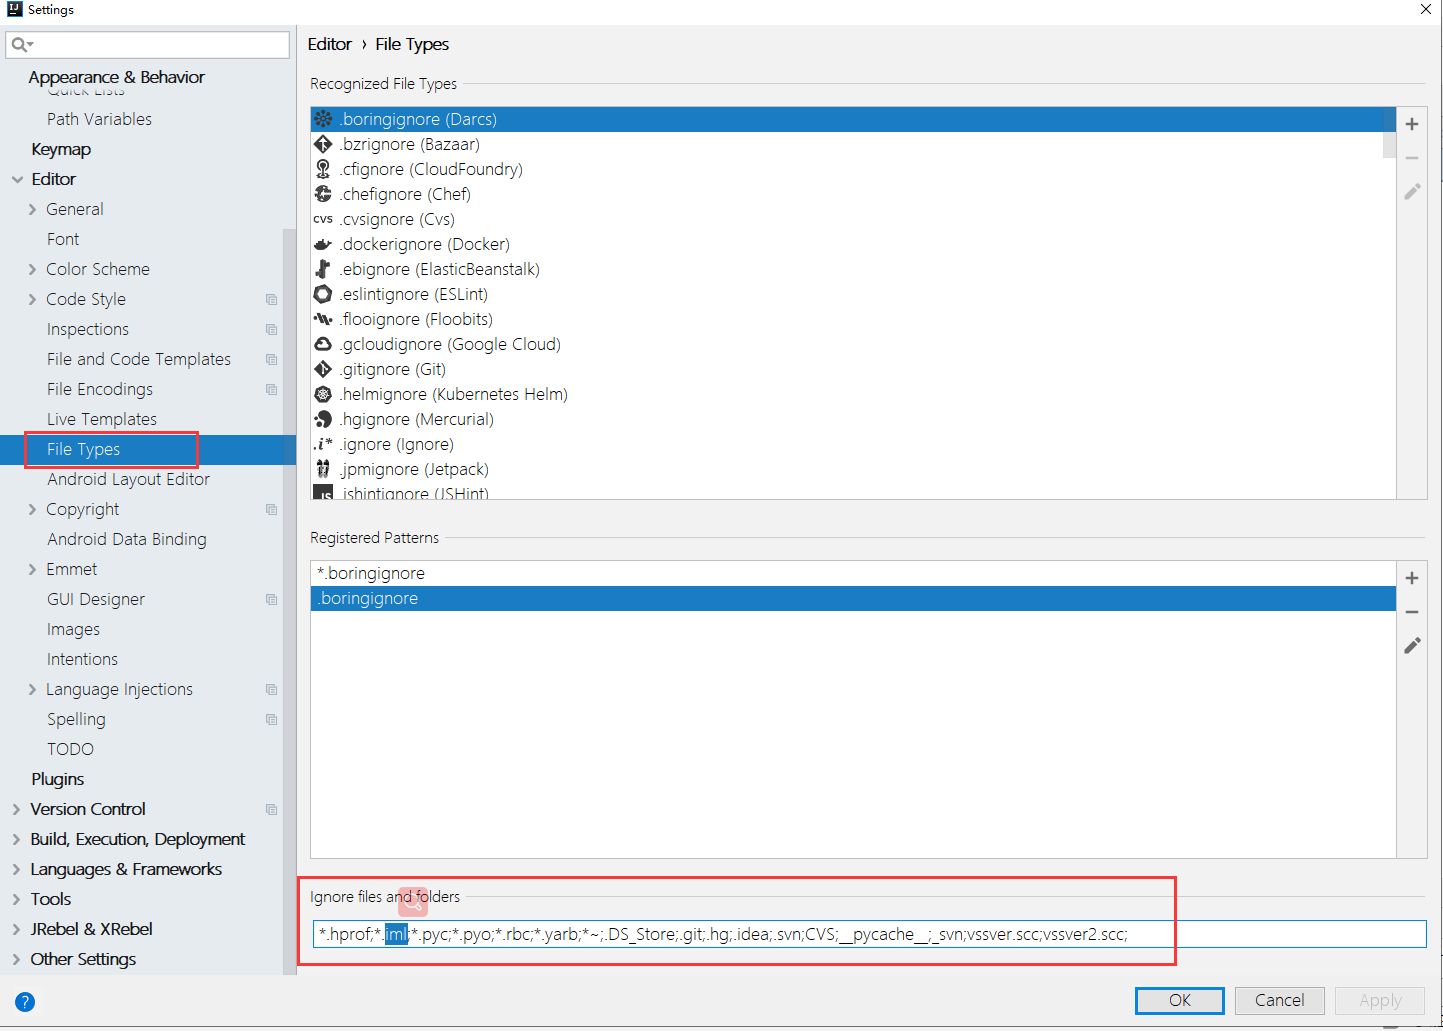 Settings
Appearance & Behavior
Quick Lists
Path Variables
Keymap
Editor
General
Font
Color Scheme
Code Style
Inspections
File and Code Templates
File Encodings
Live Templates
File Types
Android Layout Editor
Copyright
Android Data Binding
Emmet
GUI Designer
Images
Intentions
Language Injections
Spelling
TODO
Plugins
Version Control
Build, Execution, Deployment
Languages & Frameworks
Tools
JRebel & XRebel
Other Settings
Editor › File Types
Recognized File Types
.boringignore (Darcs)
.bzrignore (Bazaar)
.cfignore (CloudFoundry)
.chefignore (Chef)
cvs .cvsignore (Cvs)
.dockerignore (Docker)
.ebignore (ElasticBeanstalk)
.eslintignore (ESLint)
.flooignore (Floobits)
.gcloudignore (Google Cloud)
.gitignore (Git)
.helmignore (Kubernetes Helm)
.hgignore (Mercurial)
.i* .ignore (Ignore)
.jpmignore (Jetpack)
JS .jshintignore (JSHint)
Registered Patterns
*.boringignore
.boringignore
Ignore files and folders
*.hprof;*.iml;*.pyc;*.pyo;*.rbc;*.yarb;*~;.DS_Store;.git;.hg;.idea;.svn;CVS;__pycache__;_svn;vssver.scc;vssver2.scc;
? OK Cancel Apply